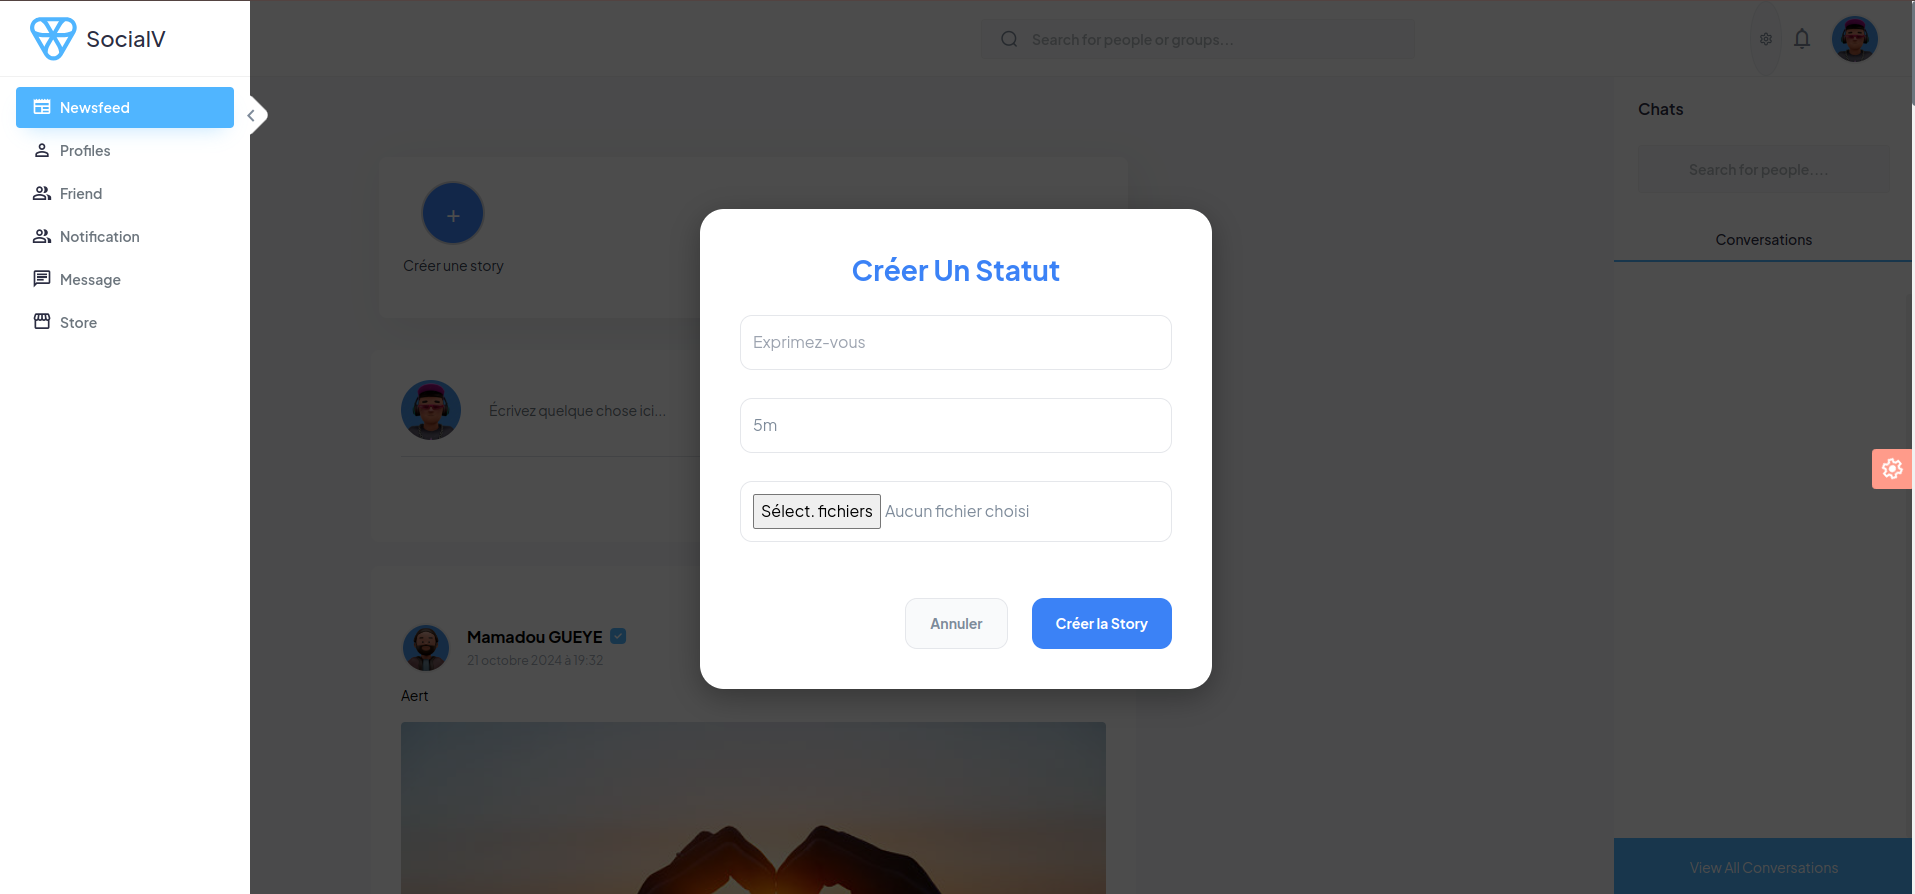 SocialV
Search for people or groups...
Newsfeed
Profiles
Friend
Notification
Message
Store
Créer une story
Écrivez quelque chose ici...
Mamadou GUEYE
21 octobre 2024 à 19:32
Aert
Créer Un Statut
Exprimez-vous
5m
Sélect. fichiers Aucun fichier choisi
Annuler
Créer la Story
Chats
Search for people....
Conversations
View All Conversations